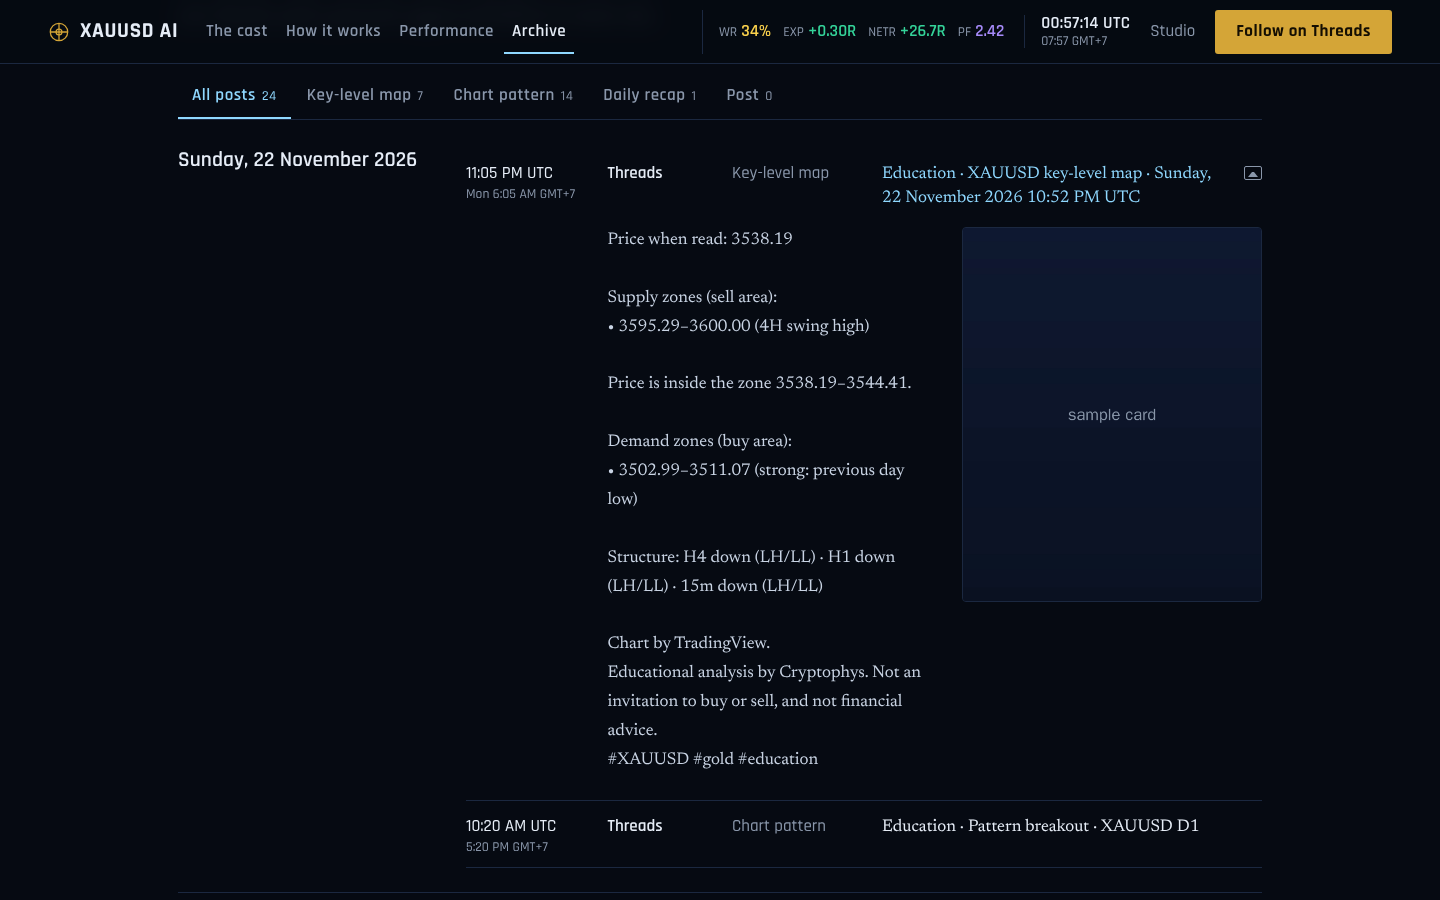 XAUUSD AI
The cast
How it works
Performance
Archive
WR 34% EXP +0.30R NETR +26.7R PF 2.42
00:57:14 UTC
07:57 GMT+7
Studio
Follow on Threads
All posts 24
Key-level map 7
Chart pattern 14
Daily recap 1
Post 0
Sunday, 22 November 2026
11:05 PM UTC
Mon 6:05 AM GMT+7
Threads
Key-level map
Education · XAUUSD key-level map · Sunday,
22 November 2026 10:52 PM UTC
Price when read: 3538.19
Supply zones (sell area):
• 3595.29–3600.00 (4H swing high)
Price is inside the zone 3538.19–3544.41.
Demand zones (buy area):
• 3502.99–3511.07 (strong: previous day
low)
Structure: H4 down (LH/LL) · H1 down
(LH/LL) · 15m down (LH/LL)
Chart by TradingView.
Educational analysis by Cryptophys. Not an
invitation to buy or sell, and not financial
advice.
#XAUUSD #gold #education
sample card
10:20 AM UTC
5:20 PM GMT+7
Threads
Chart pattern
Education · Pattern breakout · XAUUSD D1